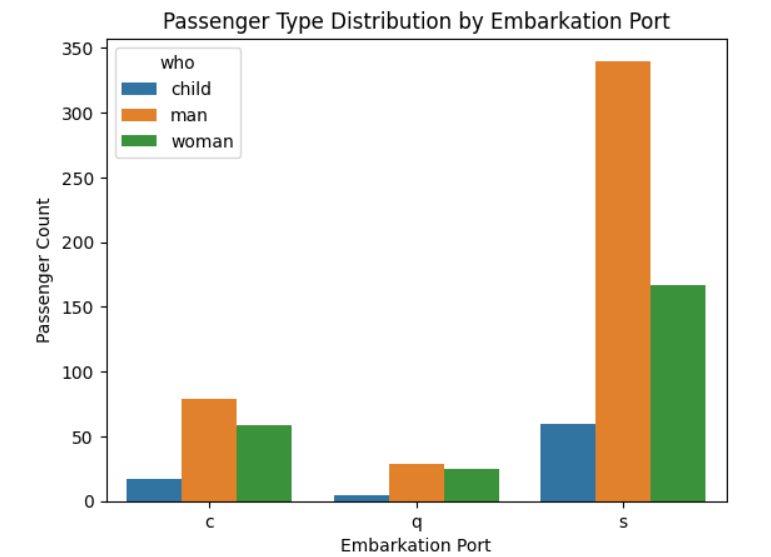 Passenger Type Distribution by Embarkation Port
350
300
250
200
150
100
50
0
Passenger Count
who
child
man
woman
c q s
Embarkation Port